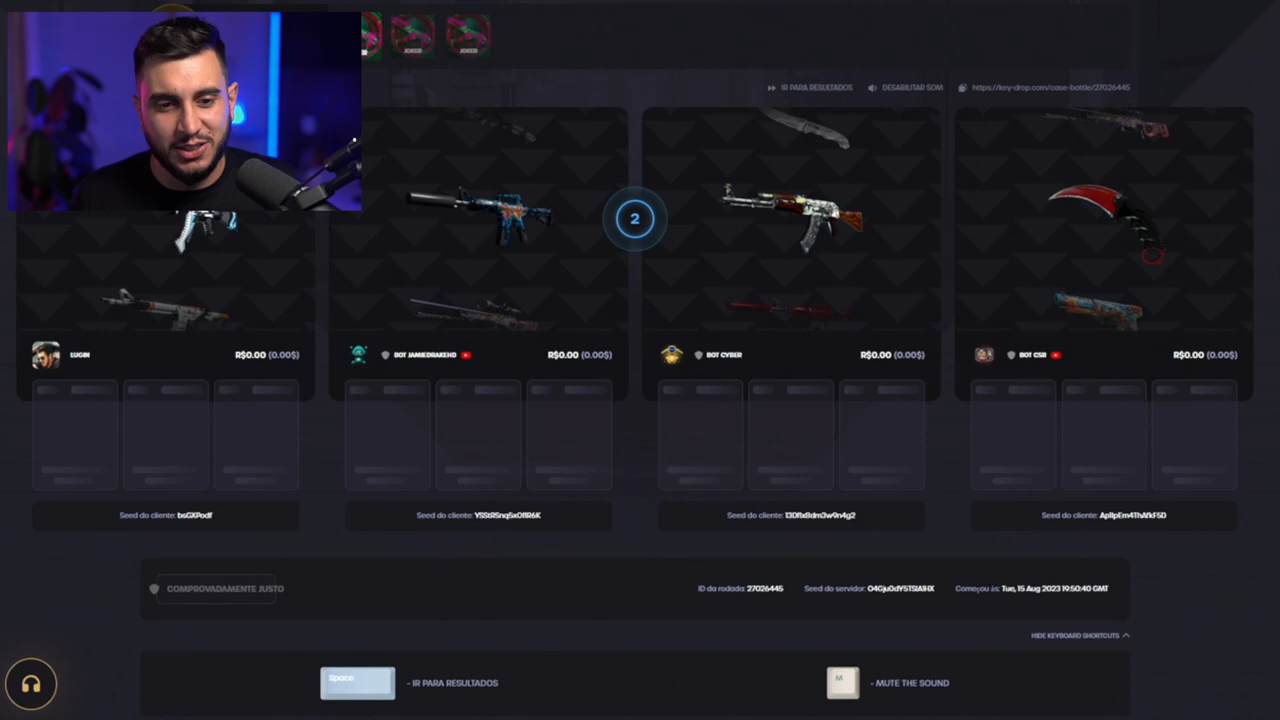 JOKER
JOKER
IR PARA RESULTADOS
DESABILITAR SOM
https://key-drop.com/case-battle/27026445
2
LUGIN
R$0.00 (0.00$)
BOT JAMIEDRAKEHD
R$0.00 (0.00$)
BOT CYBER
R$0.00 (0.00$)
BOT CSR
R$0.00 (0.00$)
Seed do cliente: bsGXPodf
Seed do cliente:
Seed do cliente:
Seed do cliente:
COMPROVADAMENTE JUSTO
ID da rodada: 27026445
Seed do servidor:
Começou às: Tue, 15 Aug 2023 19:50:40 GMT
HIDE KEYBOARD SHORTCUTS
Space
- IR PARA RESULTADOS
M
- MUTE THE SOUND